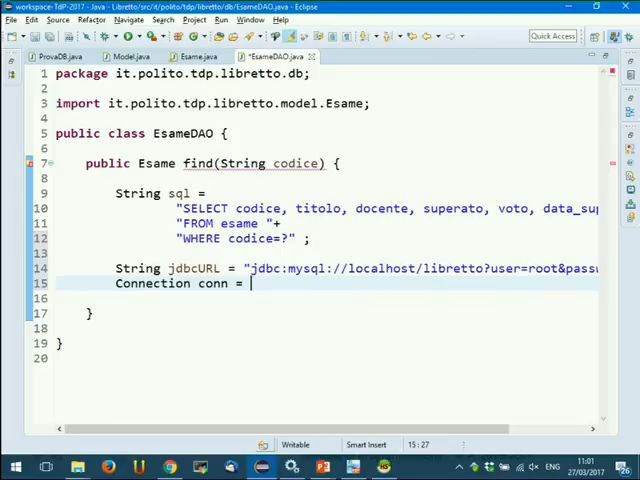 workspace-TdP-2017 - Java - Libretto/src/it/polito/tdp/libretto/db/EsameDAO.java - Eclipse
File Edit Source Refactor Navigate Search Project Run Window Help
Quick Access
ProvaDB.java Model.java Esame.java *EsameDAO.java
1 package it.polito.tdp.libretto.db;
2
3 import it.polito.tdp.libretto.model.Esame;
4
5 public class EsameDAO {
6
7 public Esame find(String codice) {
8
9 String sql =
10 "SELECT codice, titolo, docente, superato, voto, data_sup
11 "FROM esame "+
12 "WHERE codice=?" ;
13
14 String jdbcURL = "jdbc:mysql://localhost/libretto?user=root&passw
15 Connection conn =
16
17 }
18
19 }
20
Writable Smart Insert 15 : 27
ENG 11:01
27/03/2017